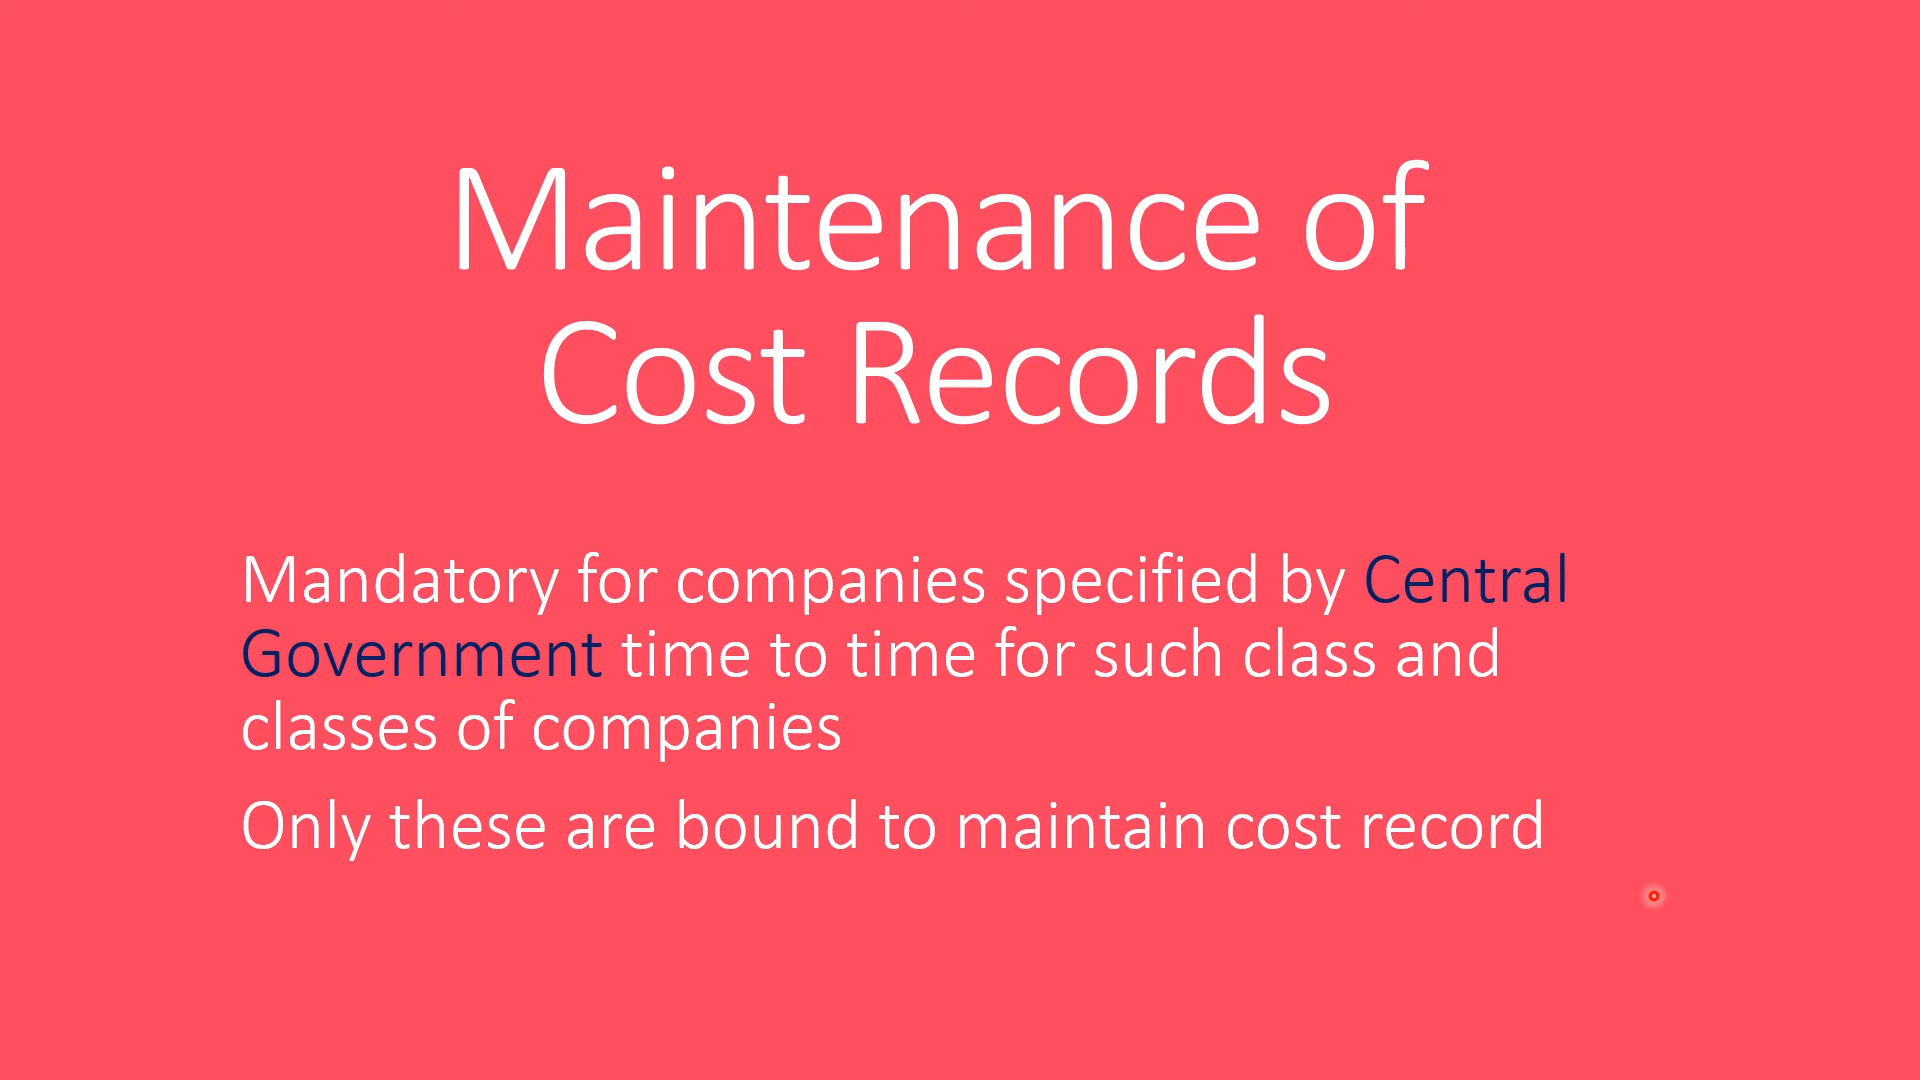 Maintenance of
Cost Records
Mandatory for companies specified by Central
Government time to time for such class and
classes of companies
Only these are bound to maintain cost record